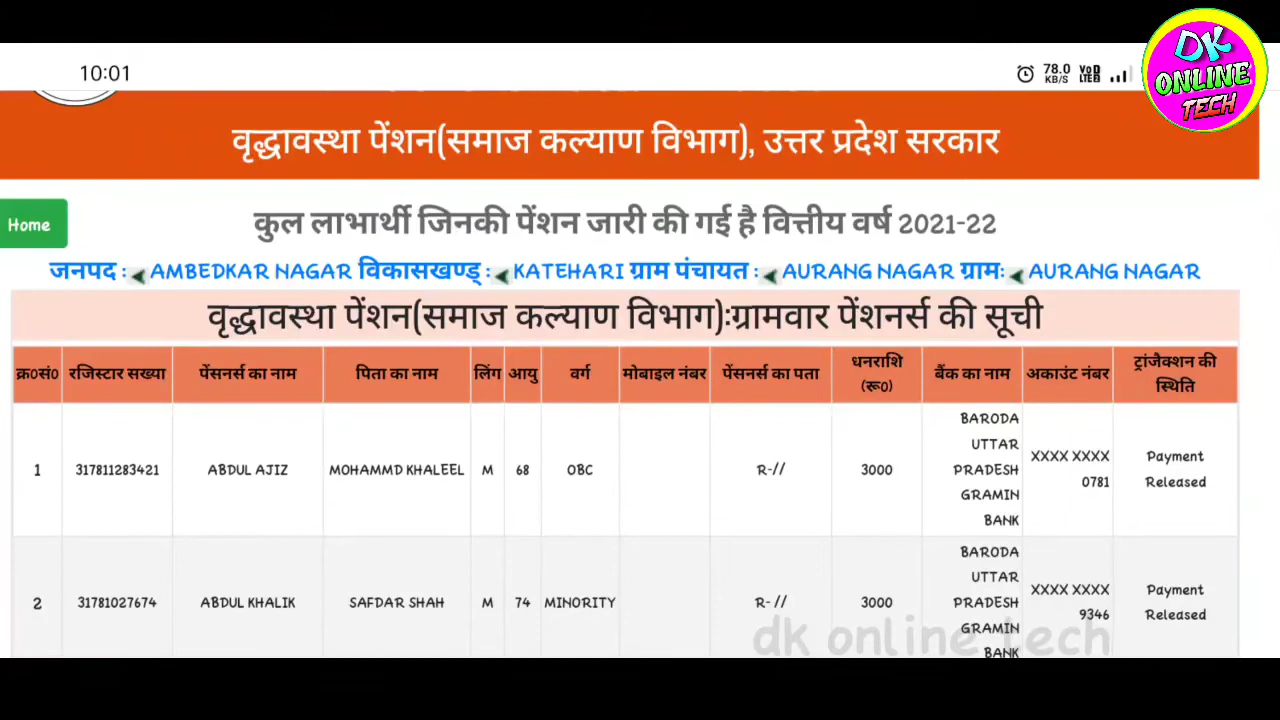 10:01
78.0
KB/S
VoD
LTE
DK
ONLINE
TECH
वृद्धावस्था पेंशन(समाज कल्याण विभाग), उत्तर प्रदेश सरकार
Home
कुल लाभार्थी जिनकी पेंशन जारी की गई है वित्तीय वर्ष 2021-22
जनपद : AMBEDKAR NAGAR विकासखण्ड् : KATEHARI ग्राम पंचायत : AURANG NAGAR ग्राम: AURANG NAGAR
वृद्धावस्था पेंशन(समाज कल्याण विभाग):ग्रामवार पेंशनर्स की सूची
क्र0सं0 रजिस्टार सख्या पेंसनर्स का नाम पिता का नाम लिंग आयु वर्ग मोबाइल नंबर पेंसनर्स का पता धनराशि (रू0) बैंक का नाम अकाउंट नंबर ट्रांजैक्शन की स्थिति
1 317811283421 ABDUL AJIZ MOHAMMD KHALEEL M 68 OBC R-// 3000 BARODA UTTAR PRADESH GRAMIN BANK XXXX XXXX 0781 Payment Released
2 31781027674 ABDUL KHALIK SAFDAR SHAH M 74 MINORITY R- // 3000 BARODA UTTAR PRADESH GRAMIN BANK XXXX XXXX 9346 Payment Released
dk online tech